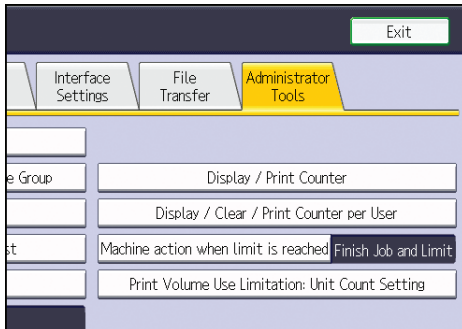 Exit
Interface
Settings
File
Transfer
Administrator
Tools
e Group
Display / Print Counter
Display / Clear / Print Counter per User
st
Machine action when limit is reached Finish Job and Limit
Print Volume Use Limitation: Unit Count Setting